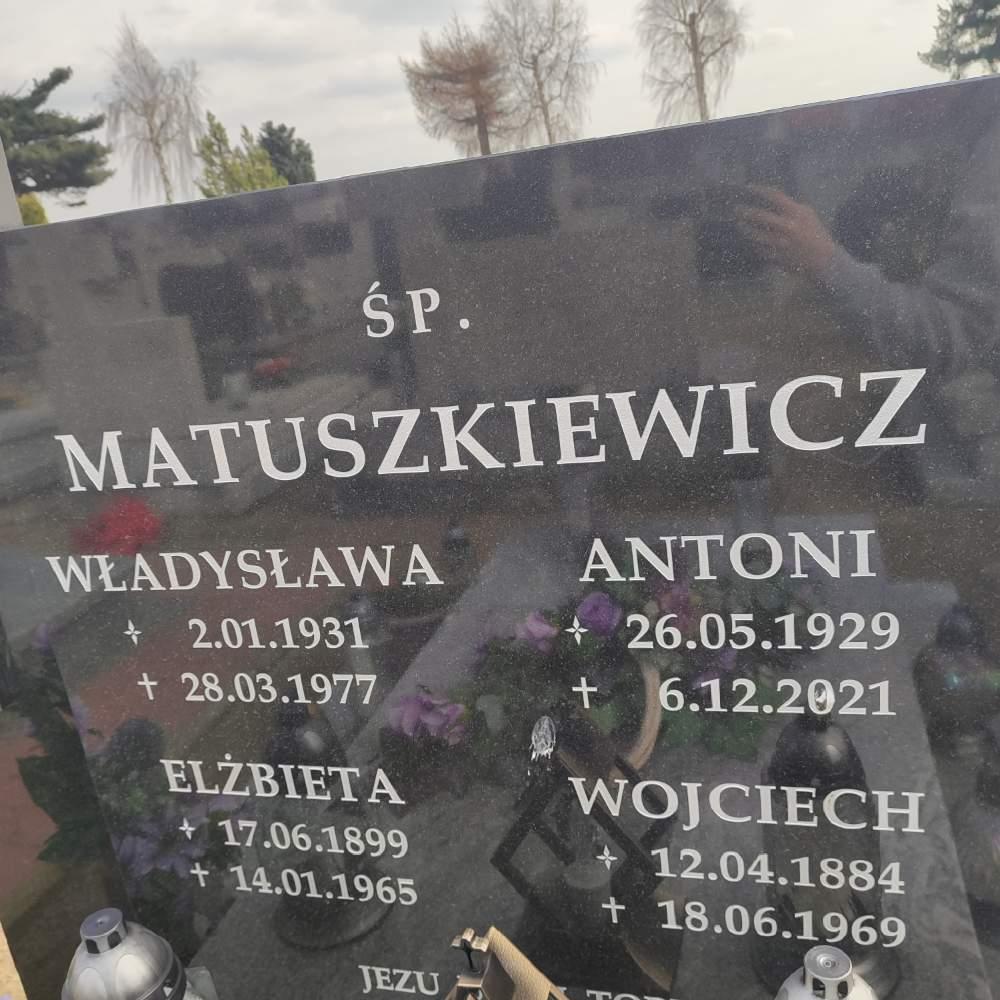 ŚP.
MATUSZKIEWICZ
WŁADYSŁAWA
2.01.1931
† 28.03.1977
ANTONI
26.05.1929
† 6.12.2021
ELŻBIETA
17.06.1899
† 14.01.1965
WOJCIECH
12.04.1884
† 18.06.1969
JEZU